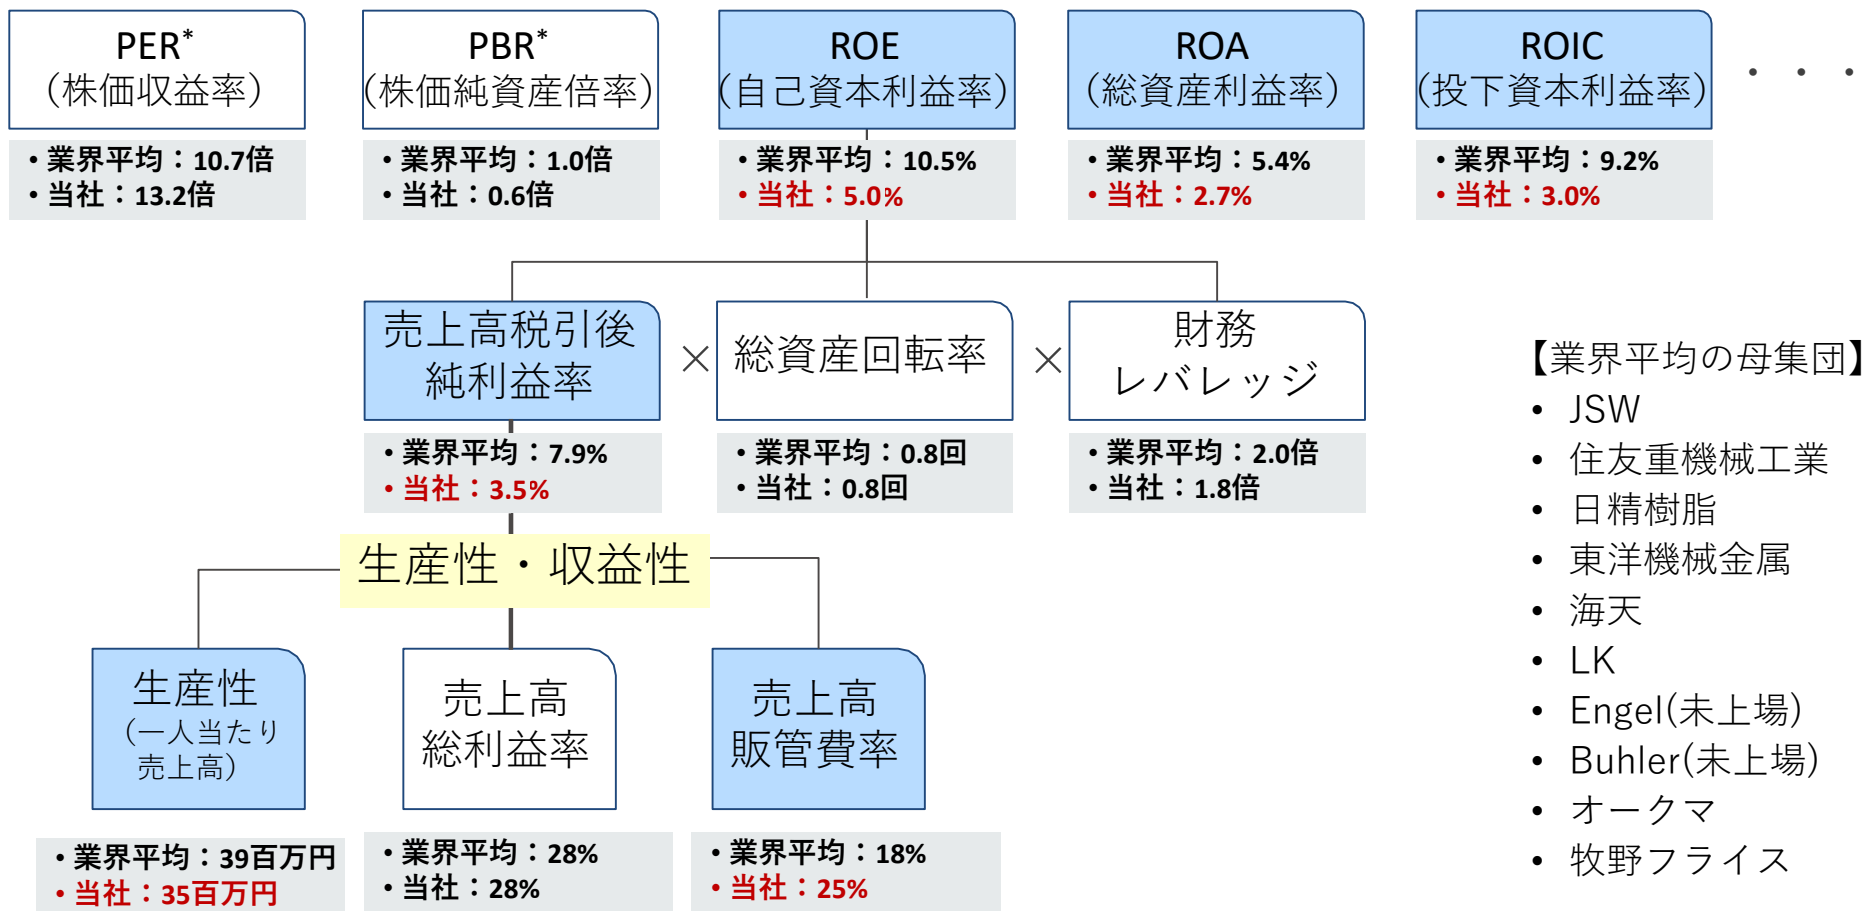 PER*
（株価収益率）
・業界平均：10.7倍
・当社：13.2倍
PBR*
（株価純資産倍率）
・業界平均：1.0倍
・当社：0.6倍
ROE
（自己資本利益率）
・業界平均：10.5%
・当社：5.0%
ROA
（総資産利益率）
・業界平均：5.4%
・当社：2.7%
ROIC
（投下資本利益率）
・業界平均：9.2%
・当社：3.0%
・・・
売上高税引後
純利益率
・業界平均：7.9%
・当社：3.5%
×
総資産回転率
・業界平均：0.8回
・当社：0.8回
×
財務
レバレッジ
・業界平均：2.0倍
・当社：1.8倍
生産性・収益性
生産性
（一人当たり
売上高）
・業界平均：39百万円
・当社：35百万円
売上高
総利益率
・業界平均：28%
・当社：28%
売上高
販管費率
・業界平均：18%
・当社：25%
【業界平均の母集団】
• JSW
• 住友重機械工業
• 日精樹脂
• 東洋機械金属
• 海天
• LK
• Engel(未上場)
• Buhler(未上場)
• オークマ
• 牧野フライス